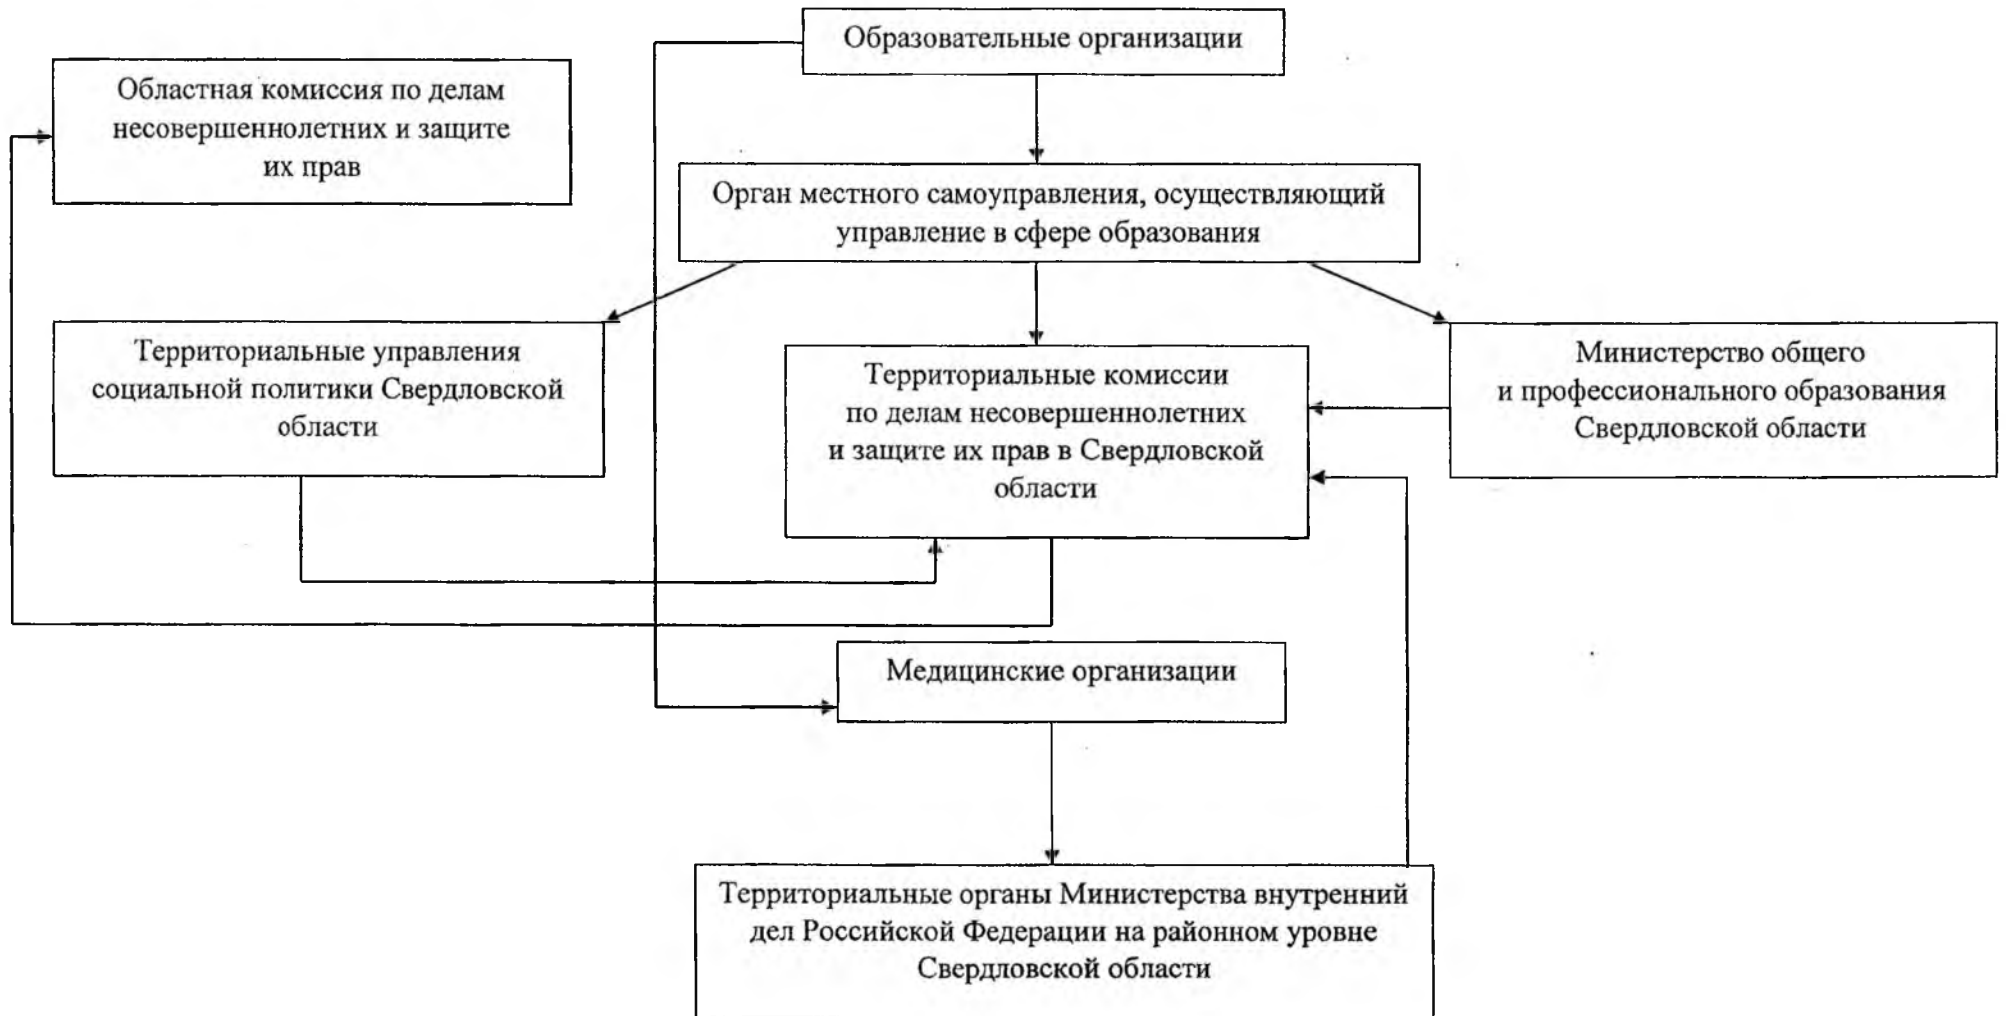 Образовательные организации
Областная комиссия по делам
несовершеннолетних и защите
их прав
Орган местного самоуправления, осуществляющий
управление в сфере образования
Территориальные управления
социальной политики Свердловской
области
Территориальные комиссии
по делам несовершеннолетних
и защите их прав в Свердловской
области
Министерство общего
и профессионального образования
Свердловской области
Медицинские организации
Территориальные органы Министерства внутренний
дел Российской Федерации на районном уровне
Свердловской области